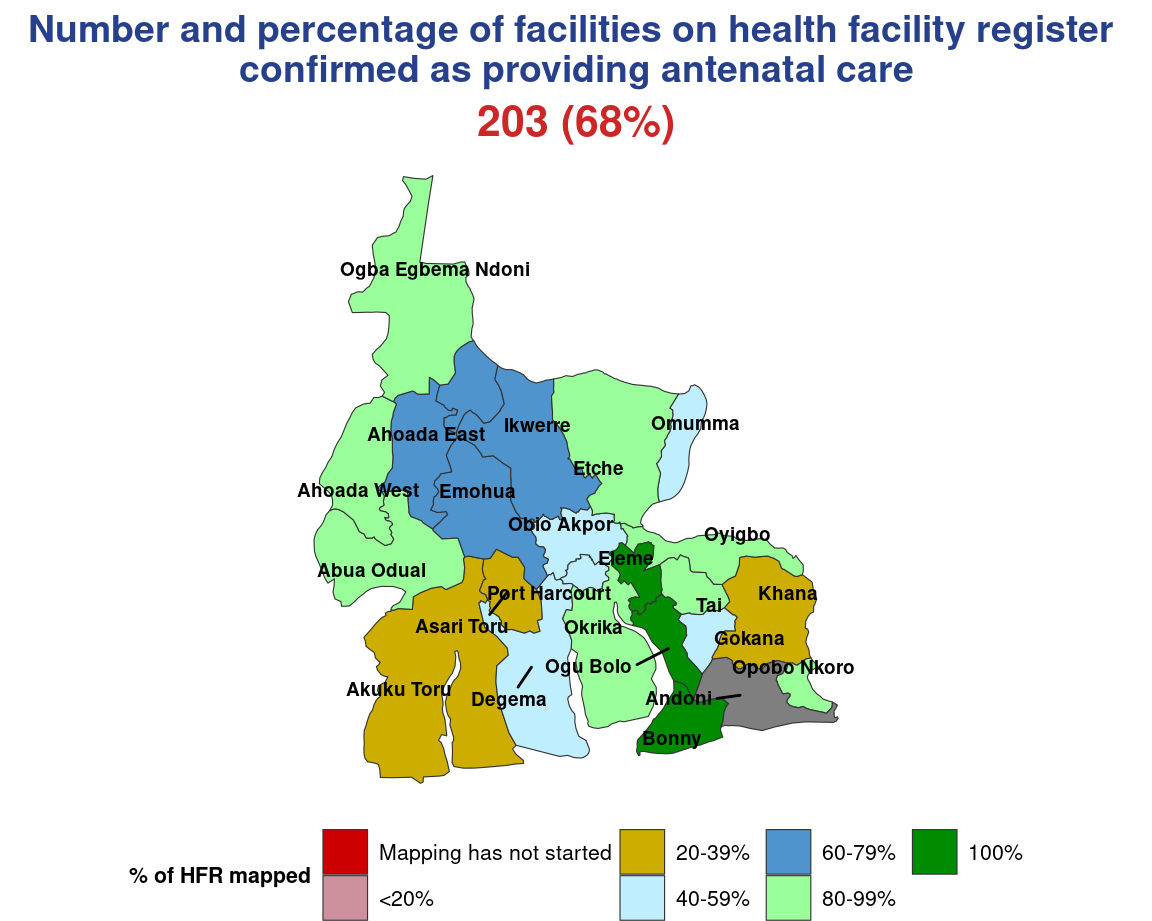 Number and percentage of facilities on health facility register
confirmed as providing antenatal care
203 (68%)
Ogba Egbema Ndoni
Omumma
Ikwerre
Ahoada East
Etche
Ahoada West
Emohua
Obio Akpor
Oyigbo
Eleme
Abua Odual
Port Harcourt
Khana
Tai
Asari Toru
Okrika
Gokana
Ogu Bolo
Opobo Nkoro
Akuku Toru
Degema
Andoni
Bonny
% of HFR mapped
Mapping has not started
20-39%
60-79%
100%
<20%
40-59%
80-99%